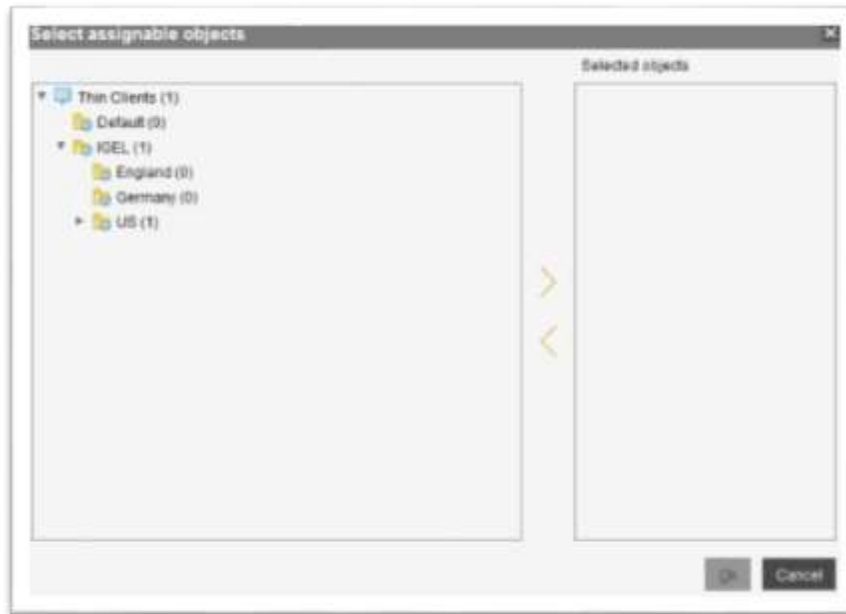 Select assignable objects
Selected objects
Thin Clients (1)
Default (0)
IGEL (1)
England (0)
Germany (0)
US (1)
Ok Cancel